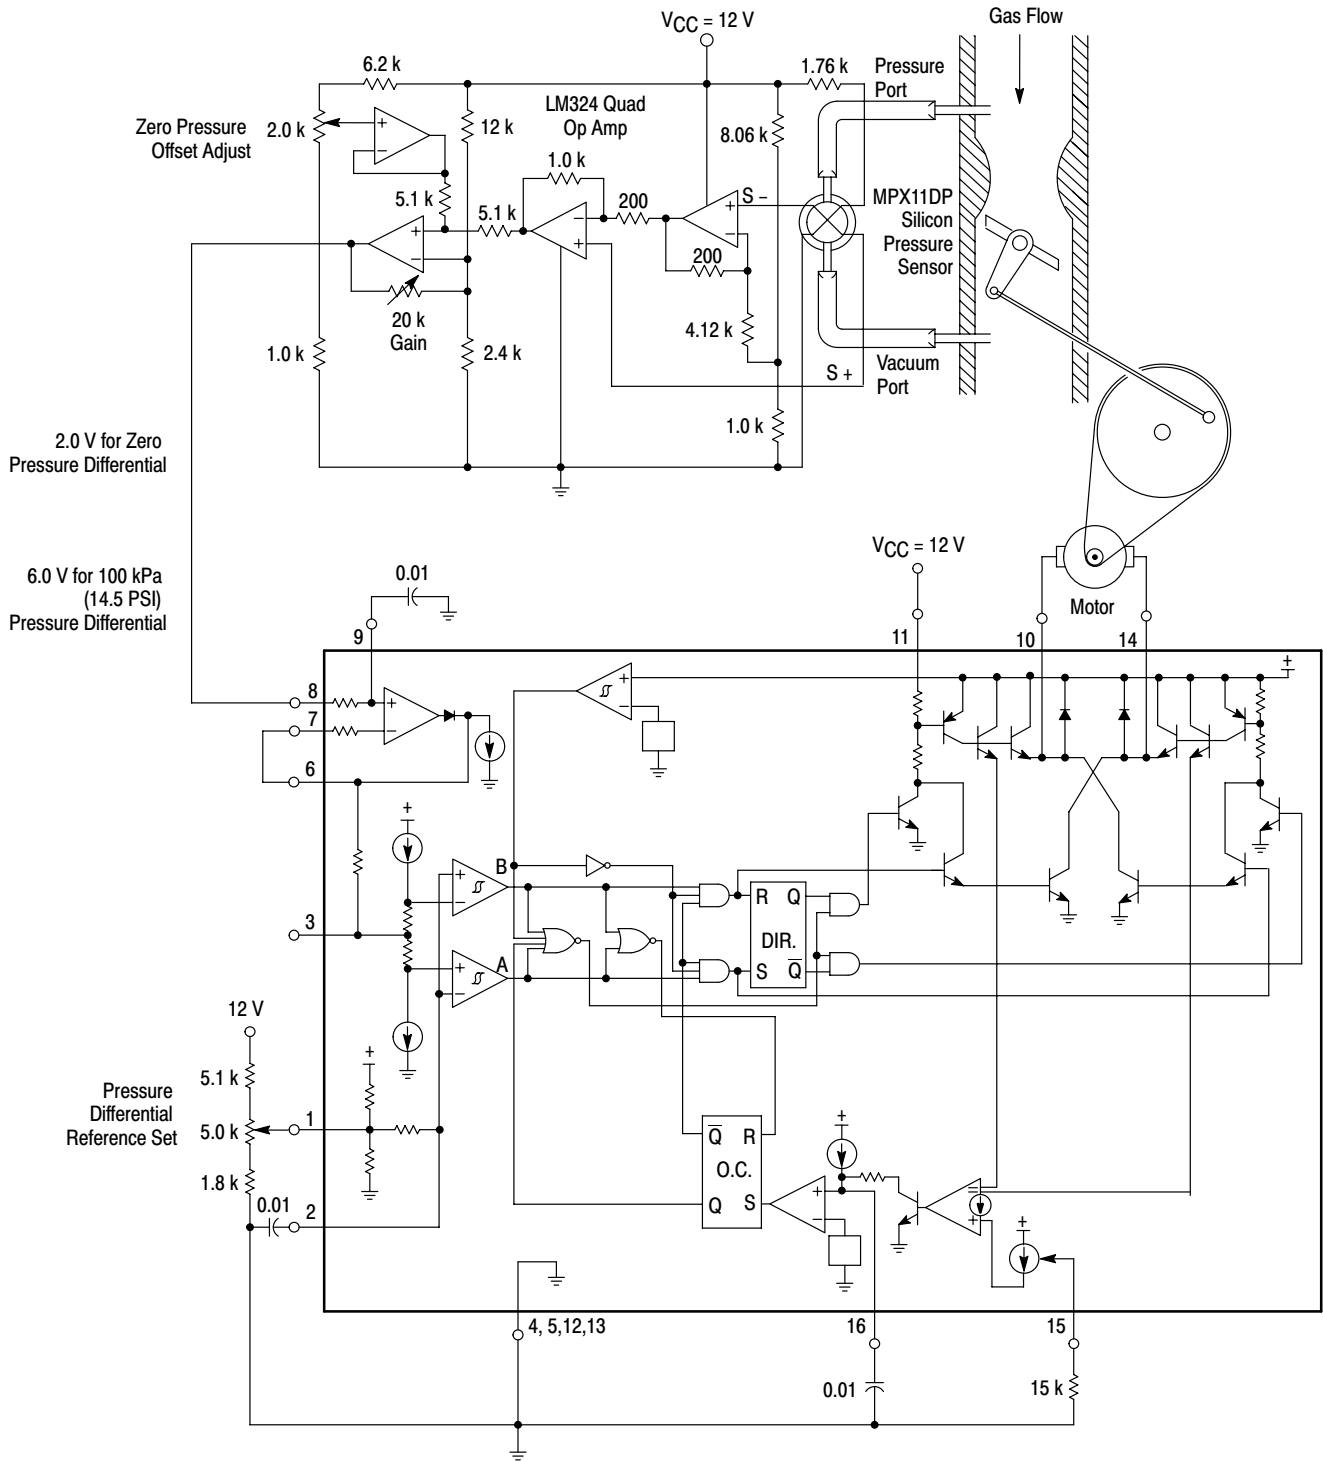 VCC = 12 V
Gas Flow
6.2 k
1.76 k
Pressure
Port
LM324 Quad
Op Amp
Zero Pressure
Offset Adjust
2.0 k
+
−
12 k
8.06 k
1.0 k
5.1 k
5.1 k
200
S −
+
−
MPX11DP
Silicon
Pressure
Sensor
+
−
−
+
200
20 k
Gain
4.12 k
1.0 k
2.4 k
Vacuum
Port
S +
1.0 k
2.0 V for Zero
Pressure Differential
VCC = 12 V
6.0 V for 100 kPa
(14.5 PSI)
Pressure Differential
0.01
Motor
9
11
10
14
+
8
+
+
7
−
−
6
+
B
+
−
R
Q
3
DIR.
A
+
−
S
Q
12 V
+
5.1 k
Pressure
Differential
Reference Set
1
5.0 k
+
Q
R
O.C.
1.8 k
0.01
2
Q
S
+
−
=
+
+
4, 5,12,13
16
15
0.01
15 k